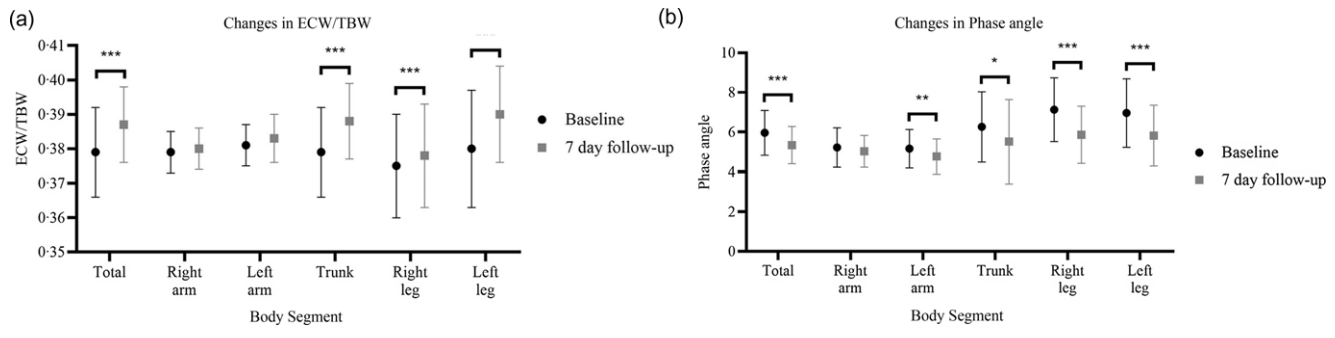 (a)
Changes in ECW/TBW
0·41
0·40
0·39
0·38
0·37
0·36
0·35
ECW/TBW
***
***
***
Total
Right arm
Left arm
Trunk
Right leg
Left leg
Body Segment
Baseline
7 day follow-up
(b)
Changes in Phase angle
10
8
6
4
2
0
Phase angle
***
**
*
***
***
Total
Right arm
Left arm
Trunk
Right leg
Left leg
Body Segment
Baseline
7 day follow-up